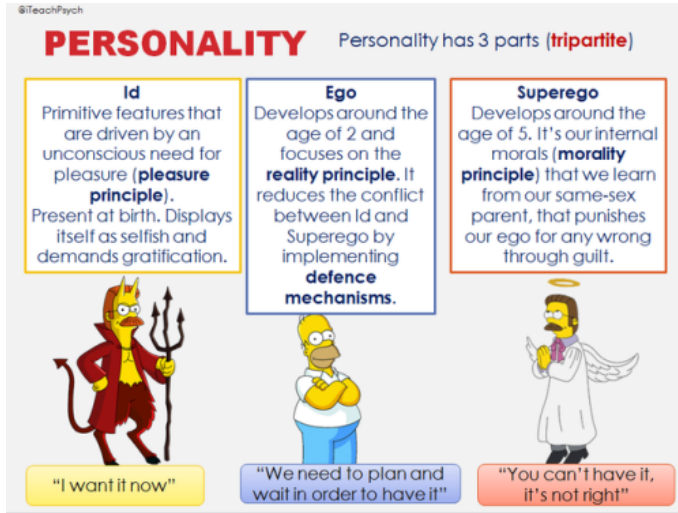 @iTeachPsych
PERSONALITY
Personality has 3 parts (tripartite)
Id
Primitive features that
are driven by an
unconscious need for
pleasure (pleasure
principle).
Present at birth. Displays
itself as selfish and
demands gratification.
Ego
Develops around the
age of 2 and
focuses on the
reality principle. It
reduces the conflict
between Id and
Superego by
implementing
defence
mechanisms.
Superego
Develops around the
age of 5. It's our internal
morals (morality
principle) that we learn
from our same-sex
parent, that punishes
our ego for any wrong
through guilt.
“I want it now”
“We need to plan and
wait in order to have it”
“You can’t have it,
it’s not right”